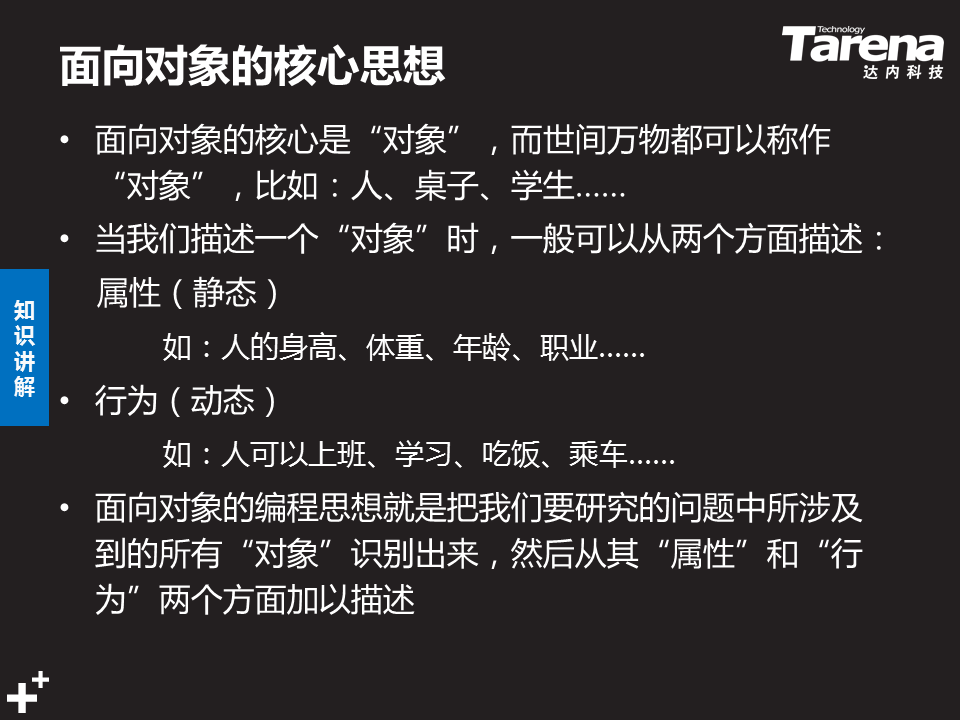 面向对象的核心思想
Technology
Tarena
达内科技
• 面向对象的核心是“对象”，而世间万物都可以称作
“对象”，比如：人、桌子、学生……
• 当我们描述一个“对象”时，一般可以从两个方面描述：
属性（静态）
如：人的身高、体重、年龄、职业……
• 行为（动态）
如：人可以上班、学习、吃饭、乘车……
• 面向对象的编程思想就是把我们要研究的问题中所涉及
到的所有“对象”识别出来，然后从其“属性”和“行
为”两个方面加以描述
知
识
讲
解